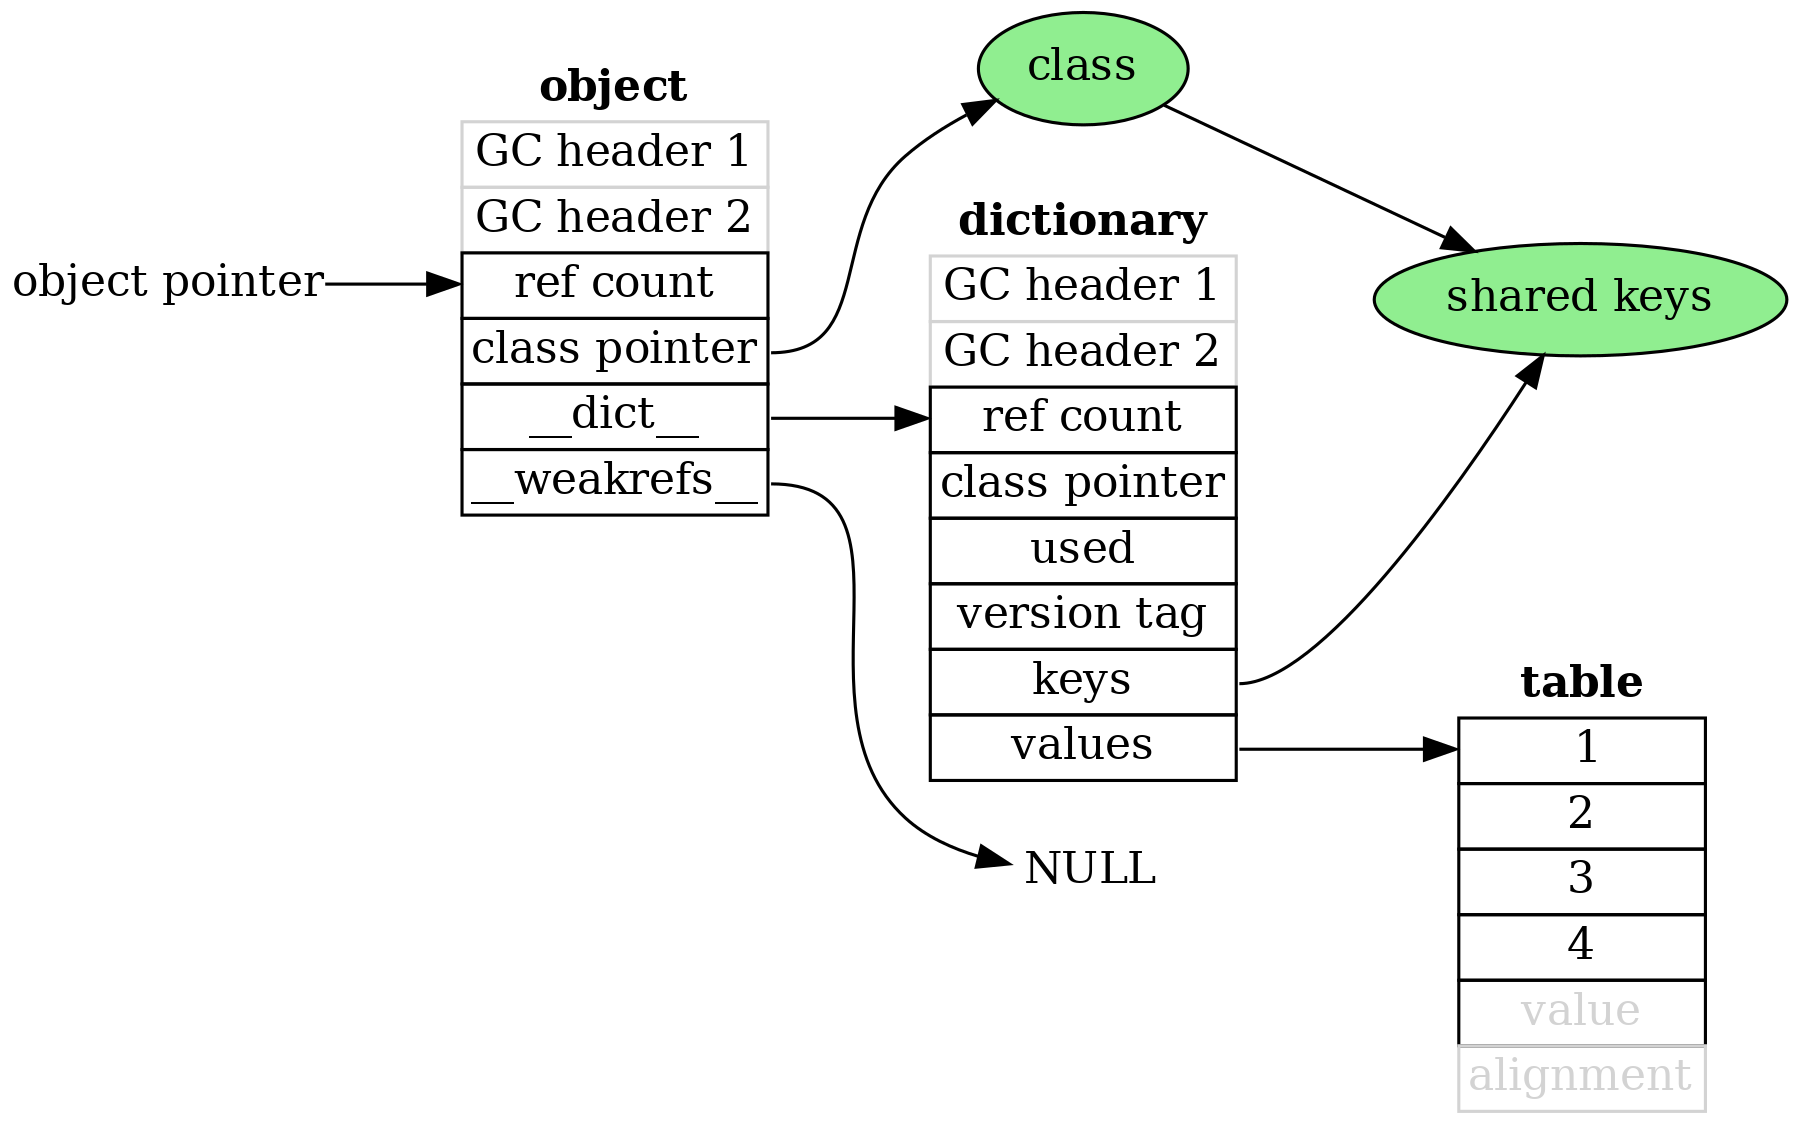 object pointer
object
GC header 1
GC header 2
ref count
class pointer
__dict__
__weakrefs__
class
dictionary
GC header 1
GC header 2
ref count
class pointer
used
version tag
keys
values
NULL
shared keys
table
1
2
3
4
value
alignment